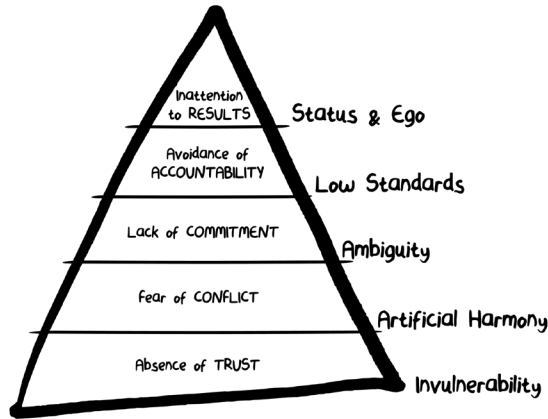 Inattention
to RESULTS
Status & Ego
Avoidance of
ACCOUNTABILITY
Low Standards
Lack of COMMITMENT
Ambiguity
Fear of CONFLICT
Artificial Harmony
Absence of TRUST
Invulnerability